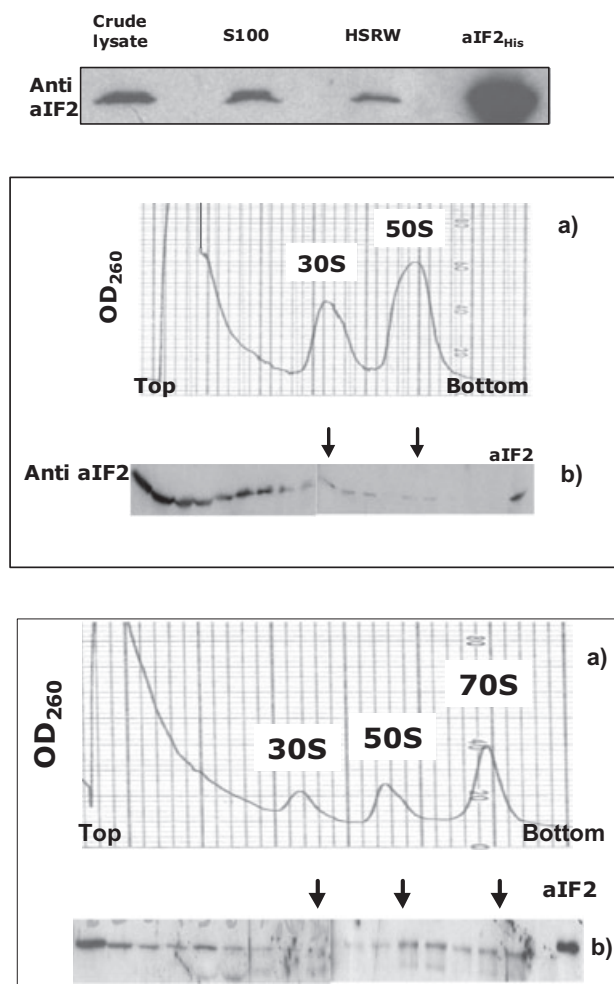 Crude lysate S100 HSRW aIF2His
Anti aIF2
a)
50S
30S
OD260
Top Bottom
aIF2
Anti aIF2 b)
a)
70S
OD260
50S
30S
Top Bottom
aIF2
b)